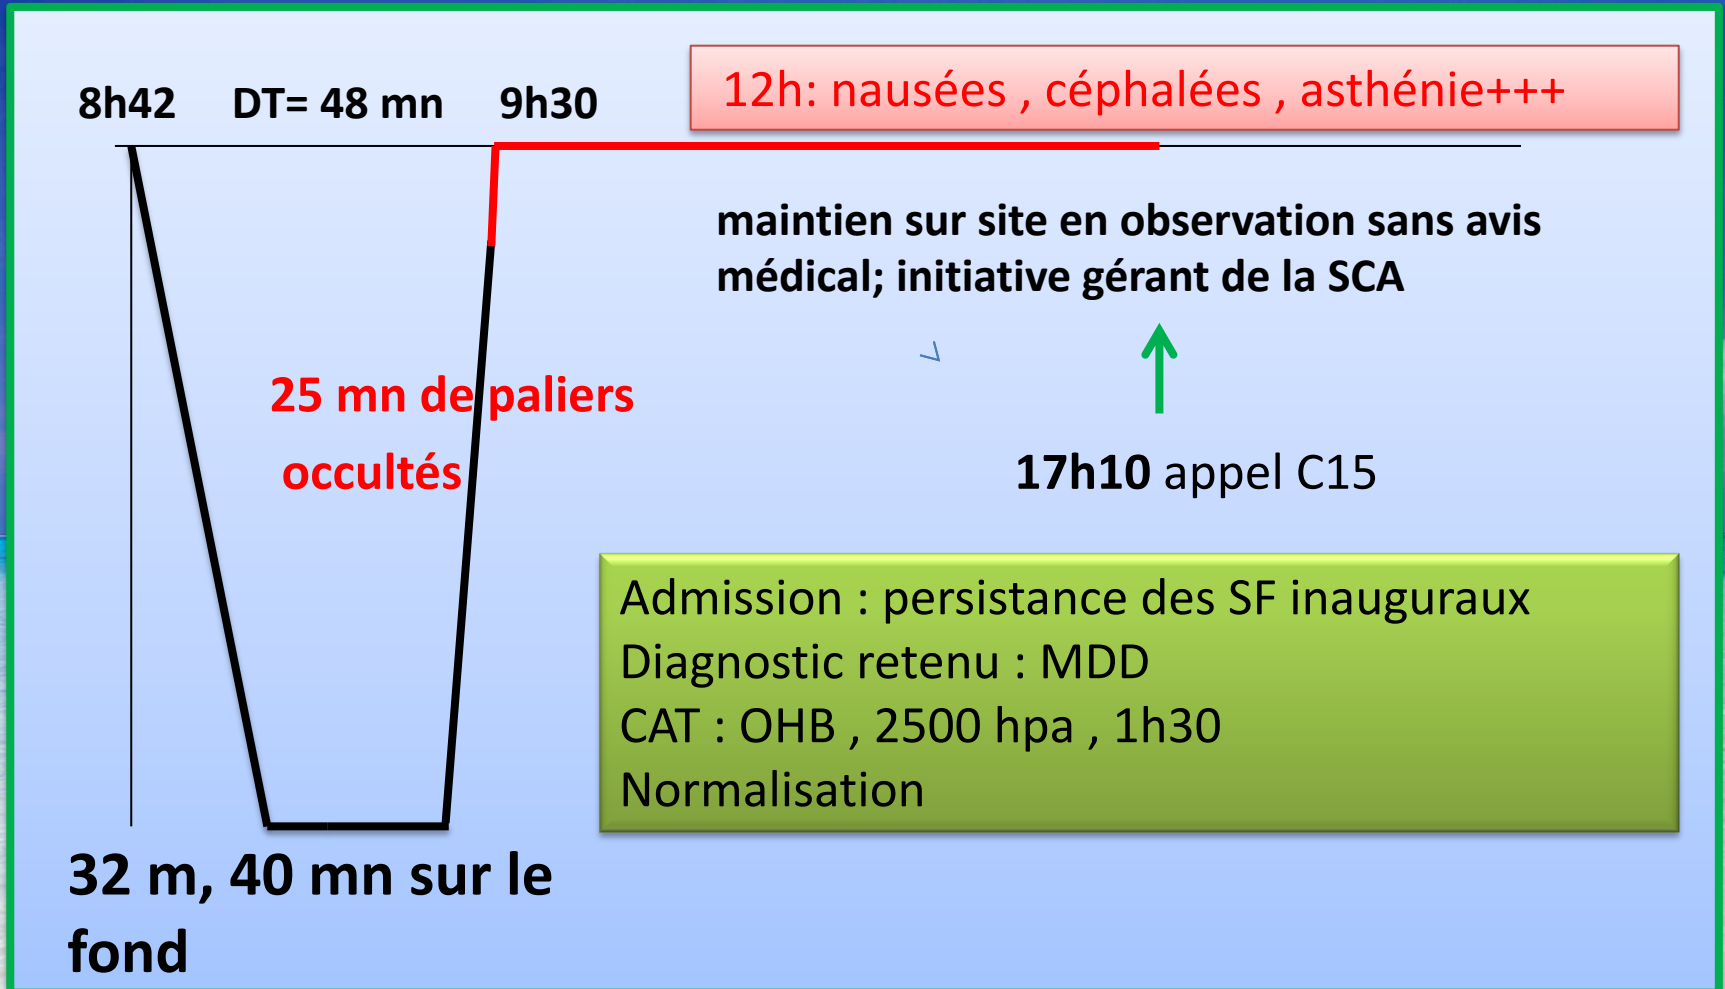 8h42 DT= 48 mn 9h30
12h: nausées , céphalées , asthénie+++
maintien sur site en observation sans avis
médical; initiative gérant de la SCA
25 mn de paliers
occultés
17h10 appel C15
Admission : persistance des SF inauguraux
Diagnostic retenu : MDD
CAT : OHB , 2500 hpa , 1h30
Normalisation
32 m, 40 mn sur le
fond